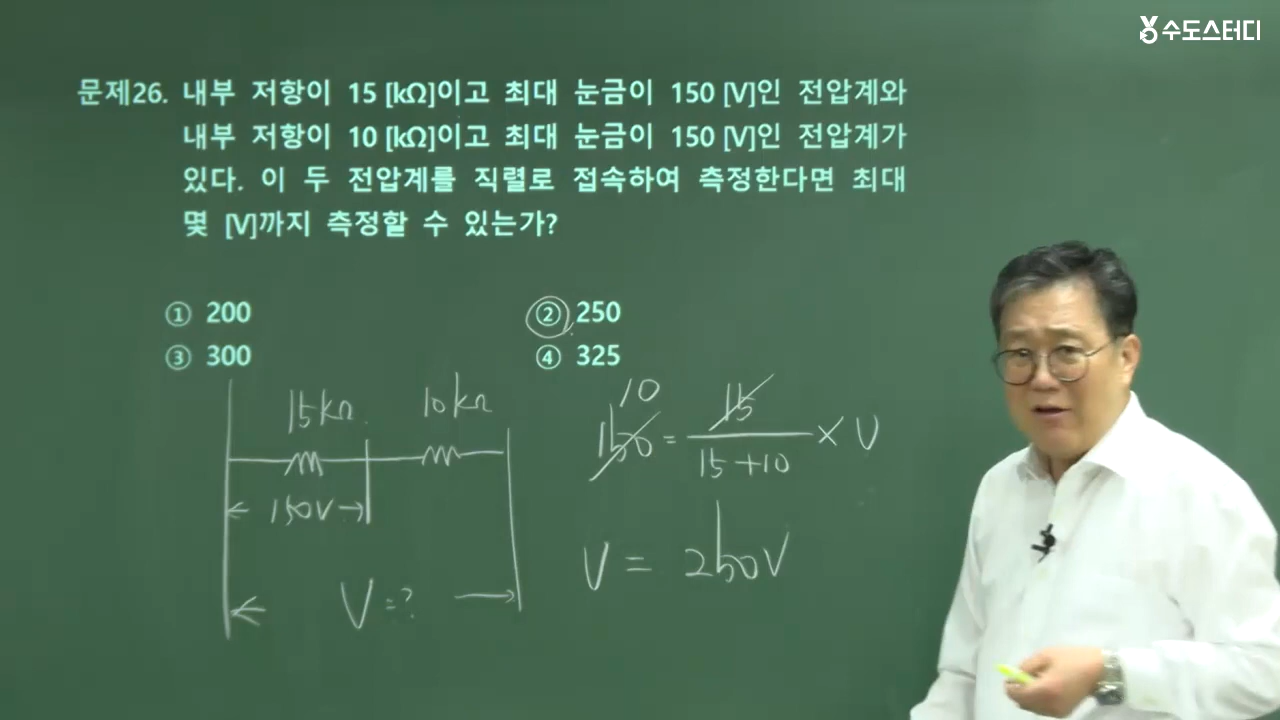 수도스터디
문제26. 내부 저항이 15 [kΩ]이고 최대 눈금이 150 [V]인 전압계와
내부 저항이 10 [kΩ]이고 최대 눈금이 150 [V]인 전압계가
있다. 이 두 전압계를 직렬로 접속하여 측정한다면 최대
몇 [V]까지 측정할 수 있는가?
① 200
② 250
③ 300
④ 325
15kΩ
10kΩ
150V
V=?
10
150 = 15 / 15+10 × V
V = 250V